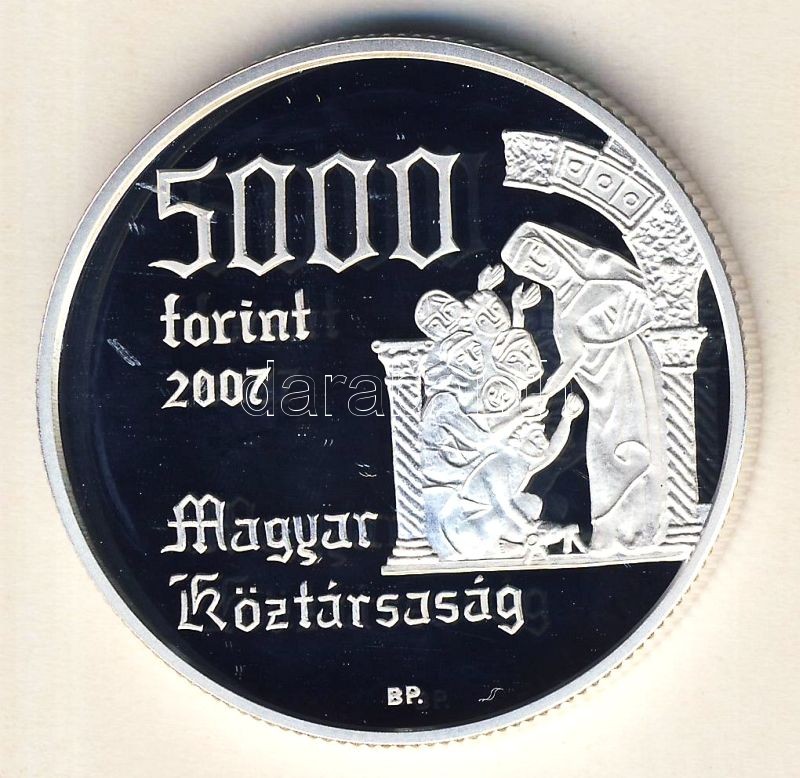 5000
forint
2007
Magyar
Köztársaság
BP.